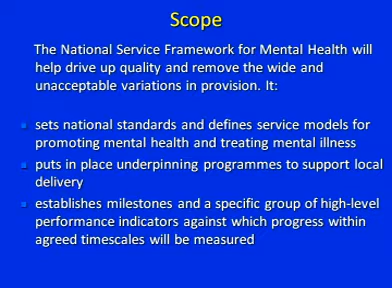 Scope
The National Service Framework for Mental Health will
help drive up quality and remove the wide and
unacceptable variations in provision. It:
sets national standards and defines service models for
promoting mental health and treating mental illness
puts in place underpinning programmes to support local
delivery
establishes milestones and a specific group of high-level
performance indicators against which progress within
agreed timescales will be measured